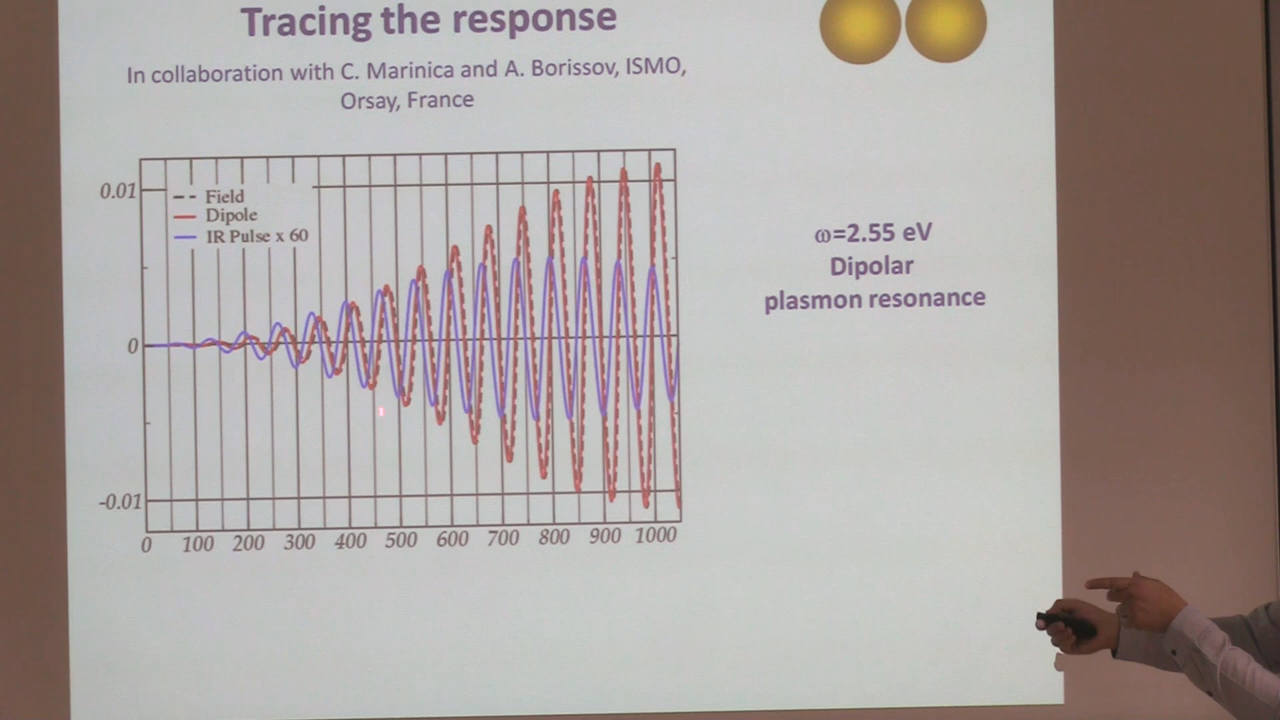 Tracing the response
In collaboration with C. Marinica and A. Borissov, ISMO,
Orsay, France
0.01
0
-0.01
Field
Dipole
IR Pulse x 60
0 100 200 300 400 500 600 700 800 900 1000
ω=2.55 eV
Dipolar
plasmon resonance